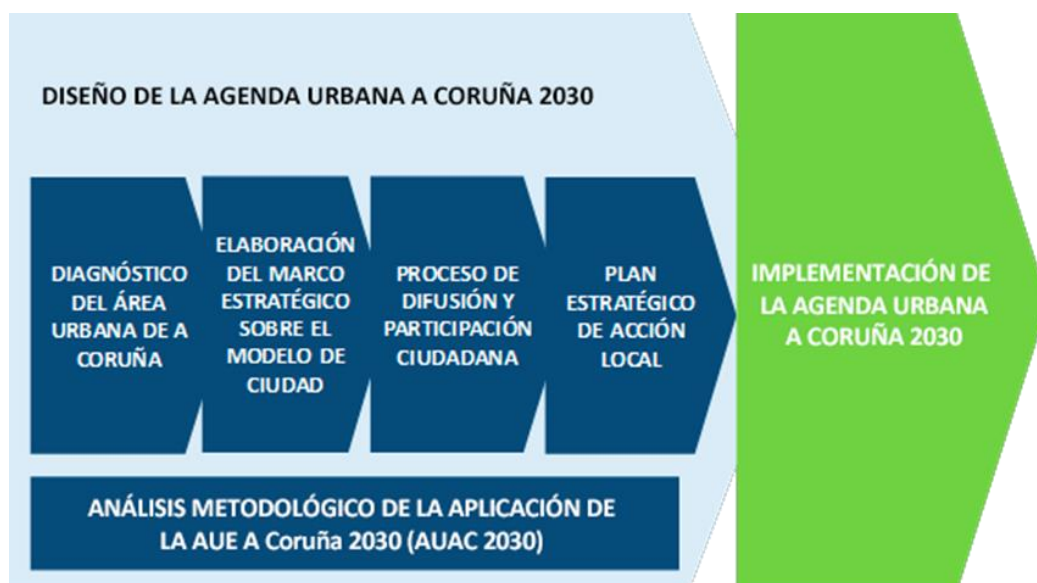 DISEÑO DE LA AGENDA URBANA A CORUÑA 2030
DIAGNÓSTICO
DEL ÁREA
URBANA DE A
CORUÑA
ELABORACIÓN
DEL MARCO
ESTRATÉGICO
SOBRE EL
MODELO DE
CIUDAD
PROCESO DE
DIFUSIÓN Y
PARTICIPACIÓN
CIUDADANA
PLAN
ESTRATÉGICO
DE ACCIÓN
LOCAL
ANÁLISIS METODOLÓGICO DE LA APLICACIÓN DE
LA AUE A Coruña 2030 (AUAC 2030)
IMPLEMENTACIÓN DE
LA AGENDA URBANA
A CORUÑA 2030